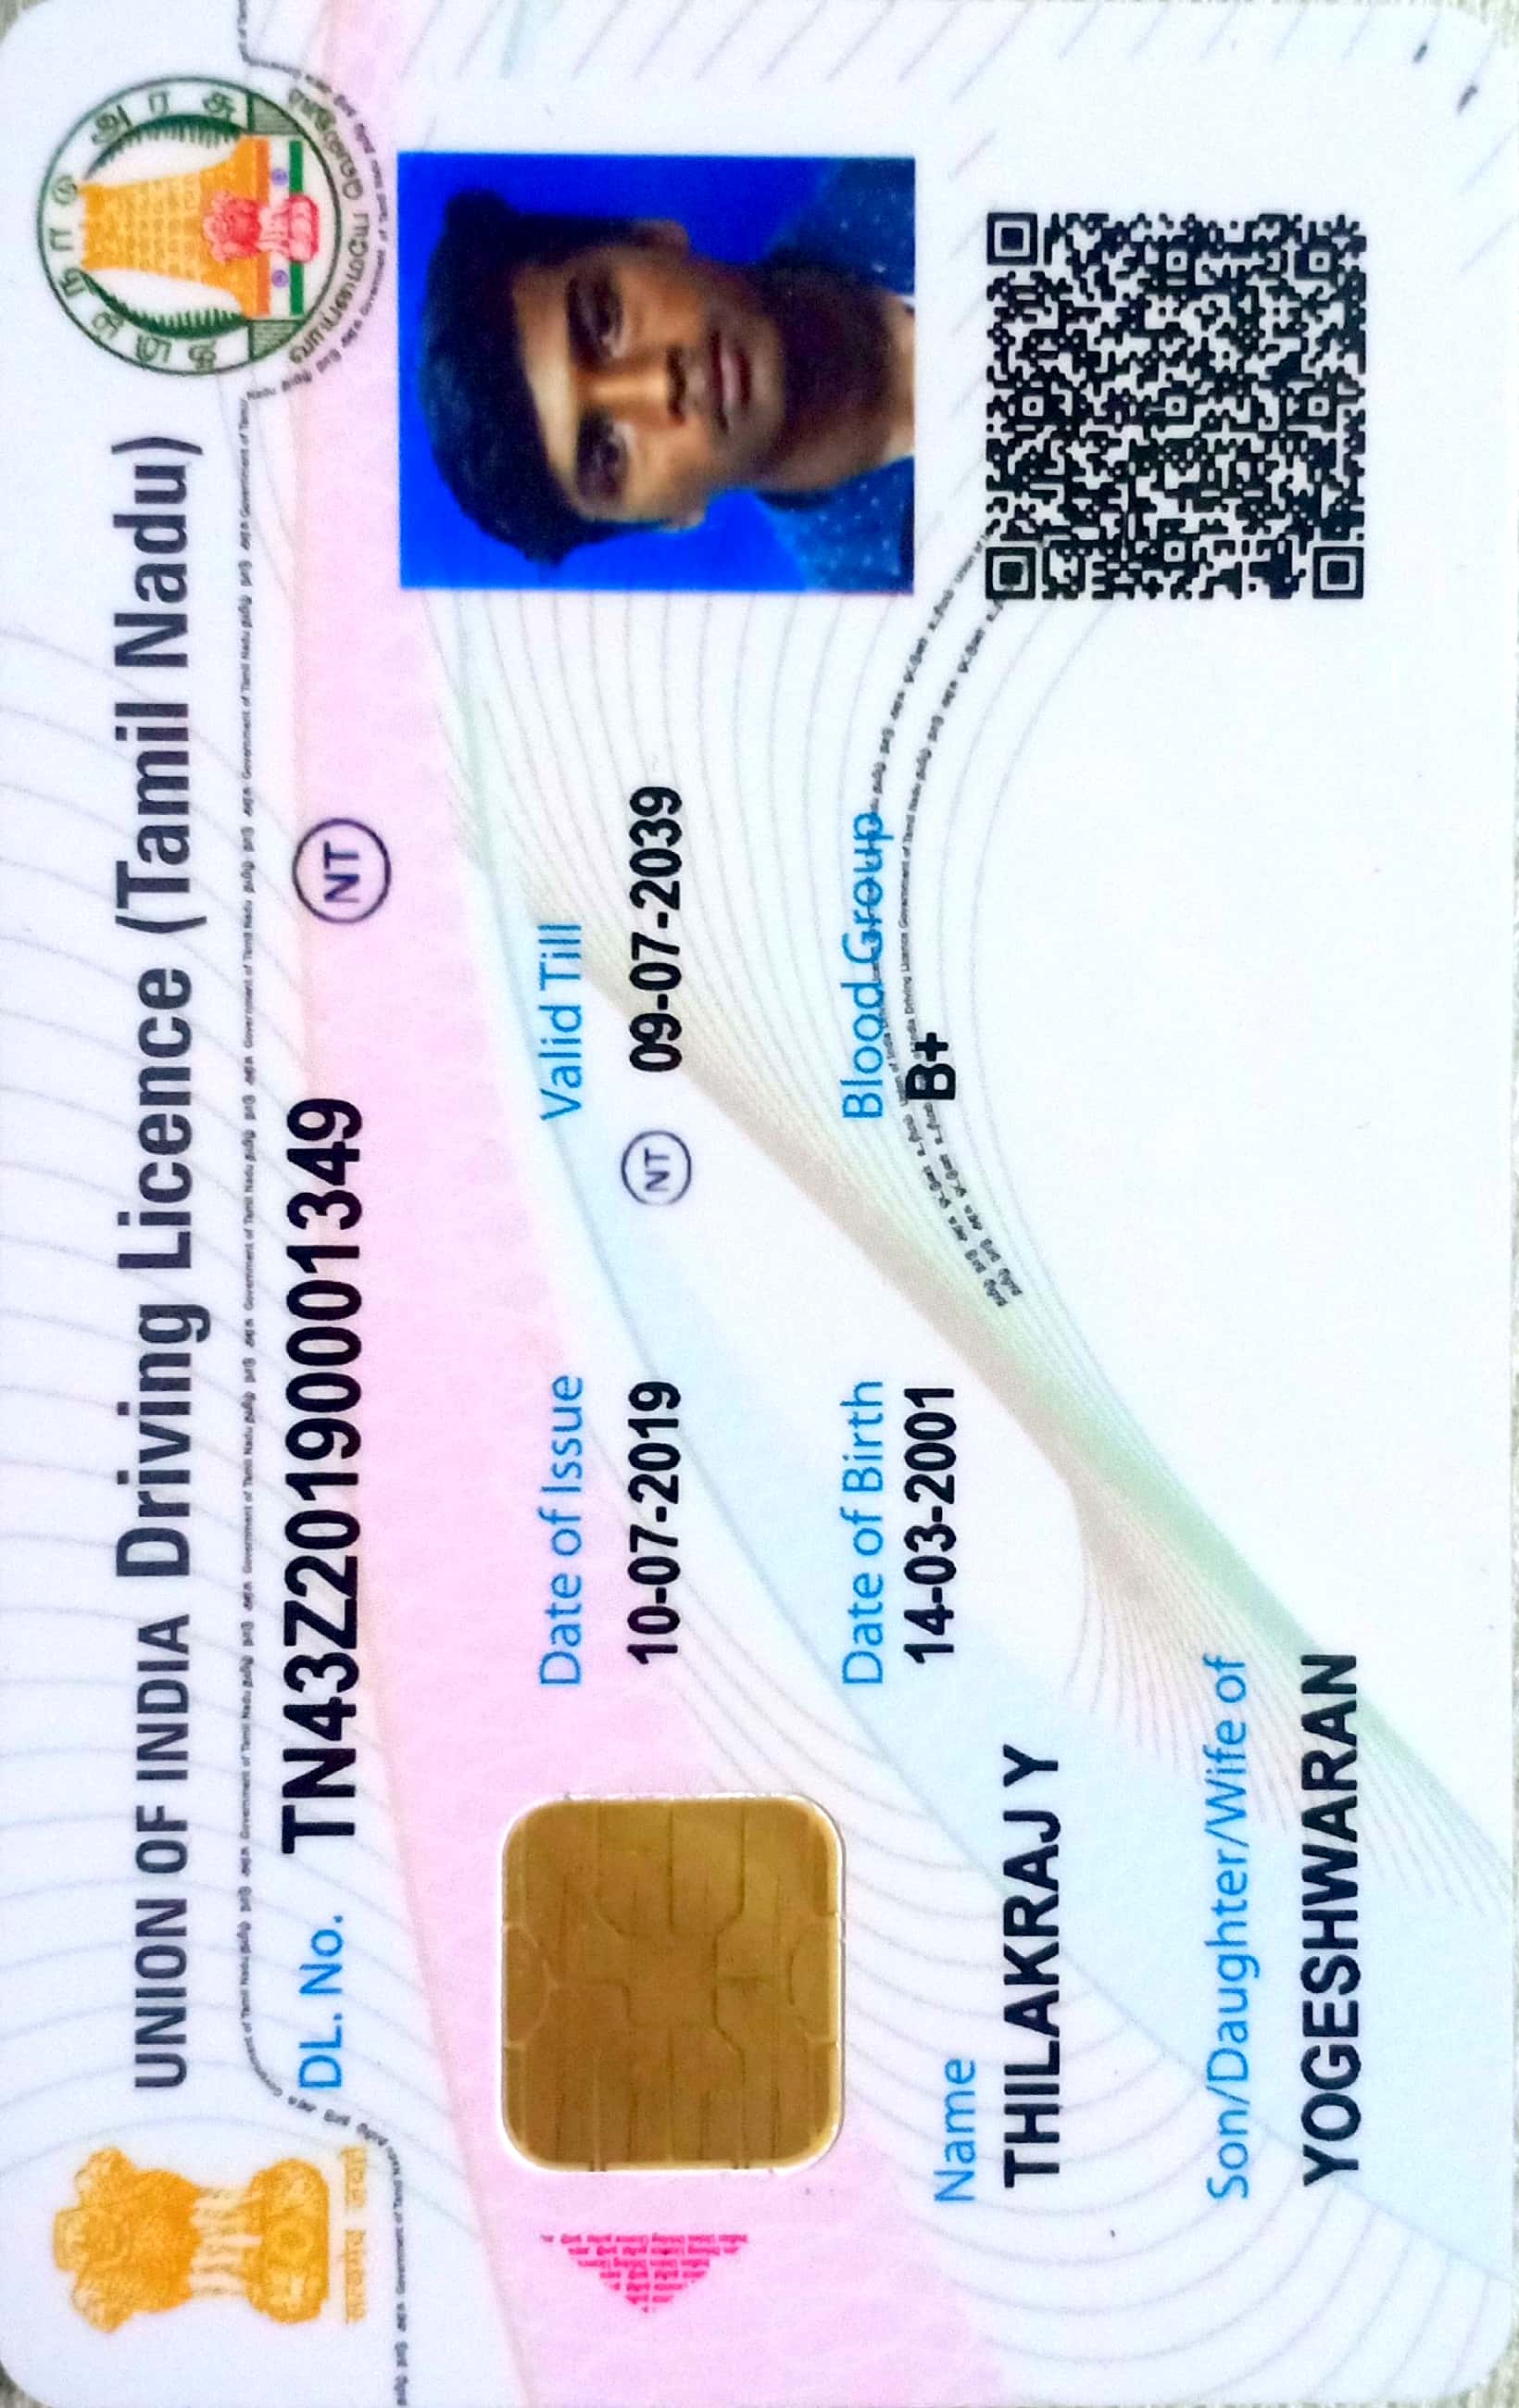 UNION OF INDIA Driving Licence (Tamil Nadu)
தமிழ்நாடு அரசு
வாய்மையே வெல்லும்
सत्यमेव जयते
DL. No. TN43Z20190001349 NT
Date of Issue Valid Till
10-07-2019 NT 09-07-2039
Date of Birth Blood Group
14-03-2001 B+
Name
THILAKRAJ Y
Son/Daughter/Wife of
YOGESHWARAN